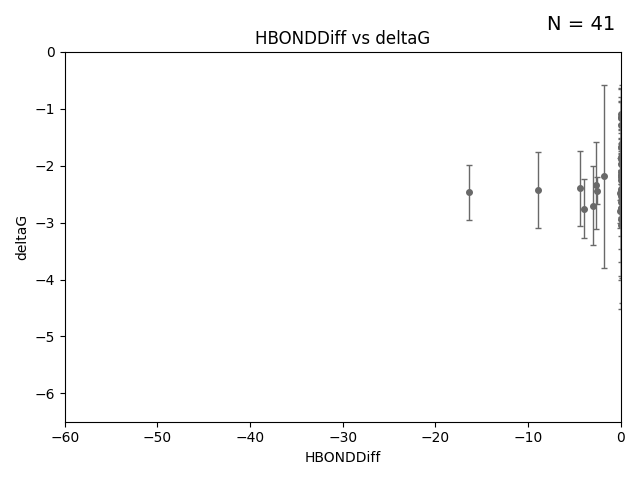 N = 41
HBONDDiff vs deltaG
0
−1
−2
−3
−4
−5
−6
deltaG
−60 −50 −40 −30 −20 −10 0
HBONDDiff